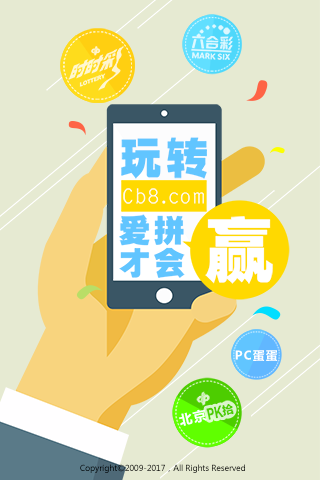 时时彩
LOTTERY
六合彩
MARK SIX
玩转
Cb8.com
爱拼
才会
赢
PC蛋蛋
北京PK拾
Copyright ©2009-2017 , All Rights Reserved